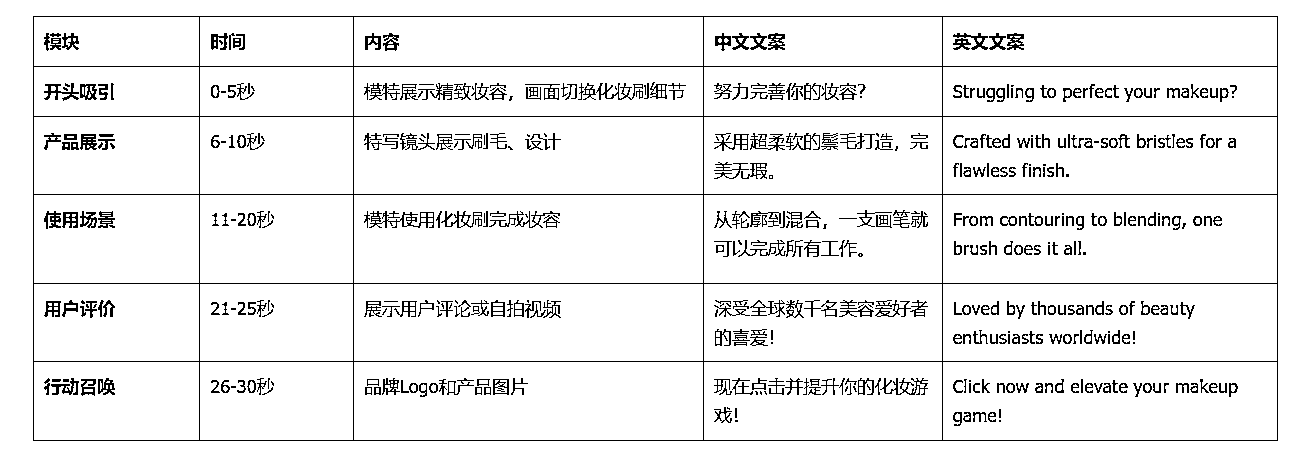 模块 时间 内容 中文文案 英文文案
开头吸引 0-5秒 模特展示精致妆容，画面切换化妆刷细节 努力完善你的妆容? Struggling to perfect your makeup?
产品展示 6-10秒 特写镜头展示刷毛、设计 采用超柔软的鬃毛打造，完 Crafted with ultra-soft bristles for a
美无瑕。 flawless finish.
使用场景 11-20秒 模特使用化妆刷完成妆容 从轮廓到混合，一支画笔就 From contouring to blending, one
可以完成所有工作。 brush does it all.
用户评价 21-25秒 展示用户评论或自拍视频 深受全球数千名美容爱好者 Loved by thousands of beauty
的喜爱! enthusiasts worldwide!
行动召唤 26-30秒 品牌Logo和产品图片 现在点击并提升你的化妆游 Click now and elevate your makeup
戏! game!